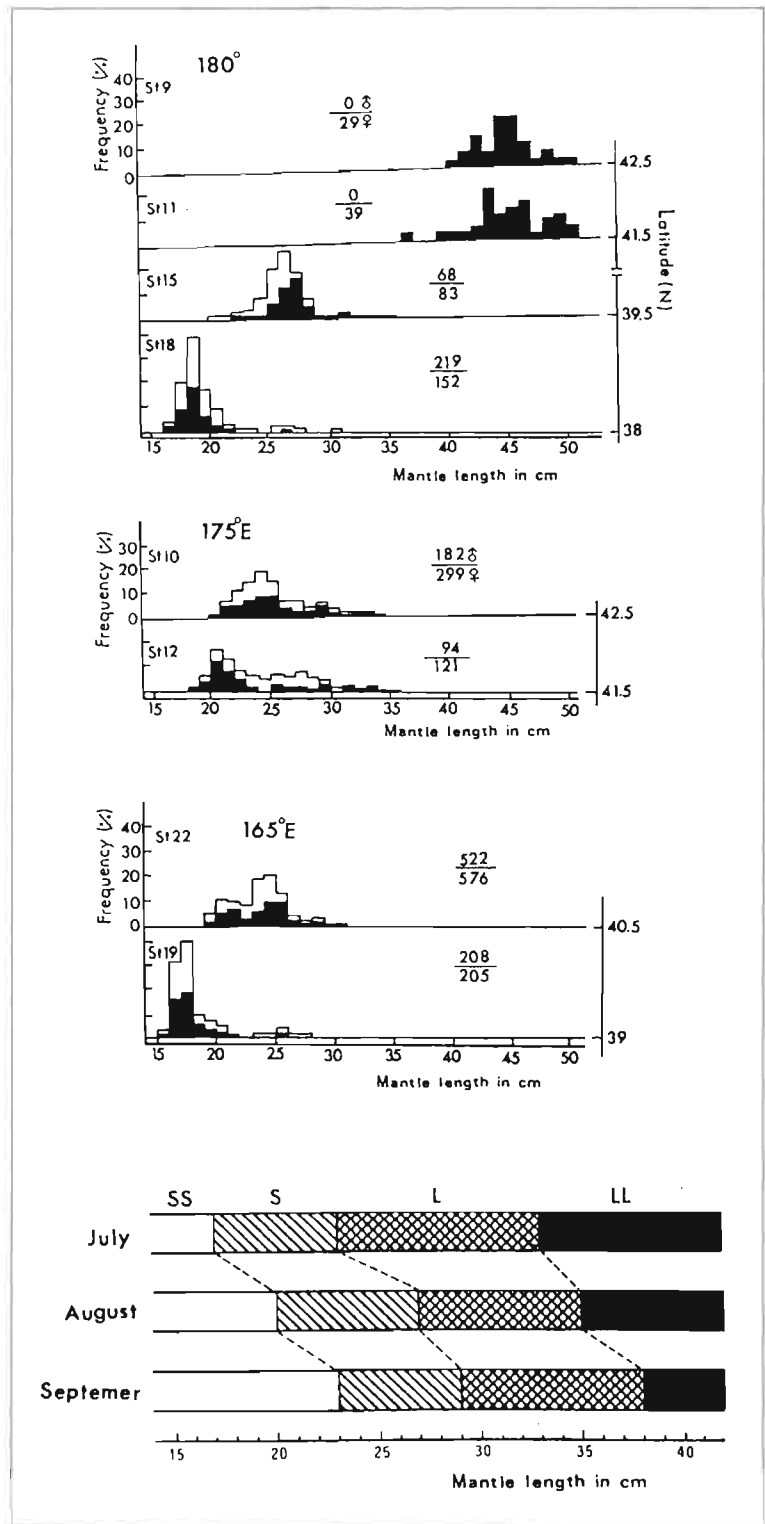 180°
Frequency (%)
40
30
20
10
0
St9
0♂
29♀
42.5
St11
0
39
41.5
Latitude (N)
St15
68
83
39.5
St18
219
152
38
15 20 25 30 35 40 45 50
Mantle length in cm
175°E
Frequency (%)
30
20
10
0
St10
182♂
299♀
42.5
St12
94
121
41.5
15 20 25 30 35 40 45 50
Mantle length in cm
165°E
Frequency (%)
40
30
20
10
0
St22
522
576
40.5
St19
208
205
39
15 20 25 30 35 40 45 50
Mantle length in cm
SS S L LL
July
August
Septemer
15 20 25 30 35 40
Mantle length in cm